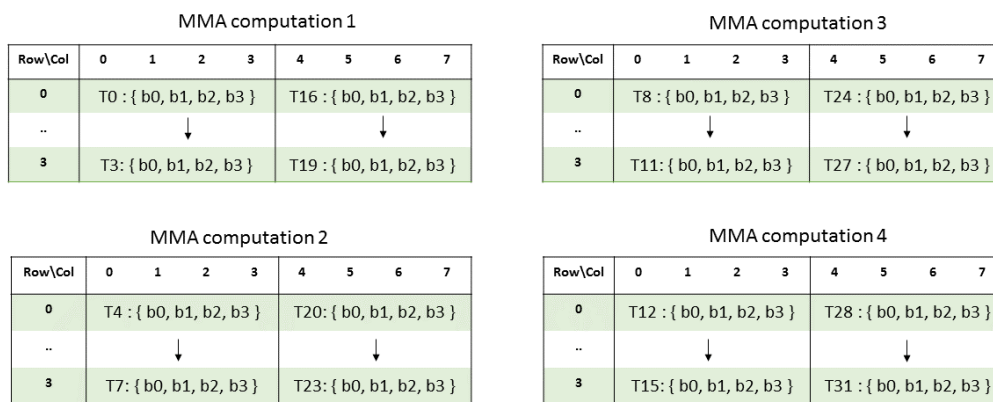 MMA computation 1
Row\Col 0 1 2 3 4 5 6 7
0 T0 : { b0, b1, b2, b3 } T16 : { b0, b1, b2, b3 }
..
3 T3: { b0, b1, b2, b3 } T19 : { b0, b1, b2, b3 }
MMA computation 3
Row\Col 0 1 2 3 4 5 6 7
0 T8 : { b0, b1, b2, b3 } T24 : { b0, b1, b2, b3 }
..
3 T11: { b0, b1, b2, b3 } T27 : { b0, b1, b2, b3 }
MMA computation 2
Row\Col 0 1 2 3 4 5 6 7
0 T4 : { b0, b1, b2, b3 } T20: { b0, b1, b2, b3 }
..
3 T7: { b0, b1, b2, b3 } T23: { b0, b1, b2, b3 }
MMA computation 4
Row\Col 0 1 2 3 4 5 6 7
0 T12 : { b0, b1, b2, b3 } T28 : { b0, b1, b2, b3 }
..
3 T15: { b0, b1, b2, b3 } T31 : { b0, b1, b2, b3 }